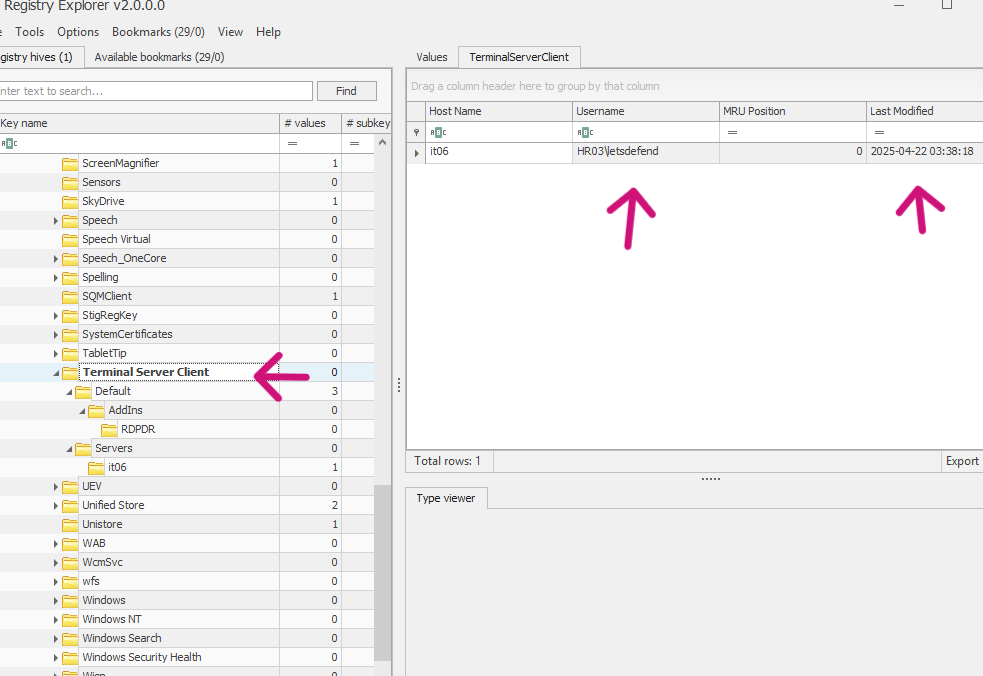 Registry Explorer v2.0.0.0
Tools Options Bookmarks (29/0) View Help
gistry hives (1) Available bookmarks (29/0)
nter text to search... Find
Key name # values # subkey
ScreenMagnifier 1
Sensors 0
SkyDrive 1
Speech 0
Speech Virtual 0
Speech_OneCore 0
Spelling 0
SQMClient 1
StigRegKey 0
SystemCertificates 0
TabletTip 0
Terminal Server Client 0
Default 3
AddIns 0
RDPDR 0
Servers 0
it06 1
UEV 0
Unified Store 2
Unistore 1
WAB 0
WcmSvc 0
wfs 0
Windows 0
Windows NT 0
Windows Search 0
Windows Security Health 0
Values TerminalServerClient
Drag a column header here to group by that column
Host Name Username MRU Position Last Modified
it06 HR03\letsdefend 0 2025-04-22 03:38:18
Total rows: 1 Export
Type viewer